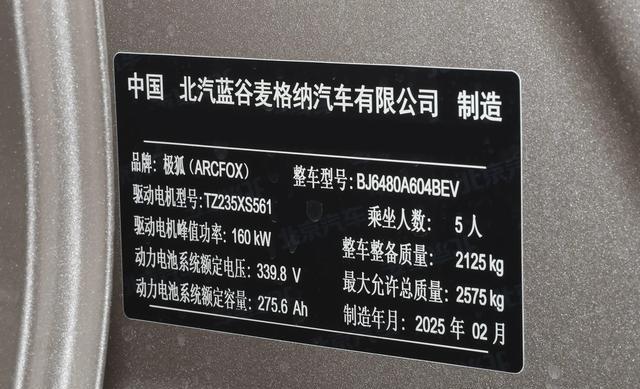 中国 北汽蓝谷麦格纳汽车有限公司 制造
品牌：极狐（ARCFOX） 整车型号：BJ6480A604BEV
驱动电机型号：TZ235XS561 乘坐人数： 5 人
驱动电机峰值功率：160 kW 整车整备质量： 2125 kg
动力电池系统额定电压：339.8 V 最大允许总质量：2575 kg
动力电池系统额定容量：275.6 Ah 制造年月：2025 年 02 月